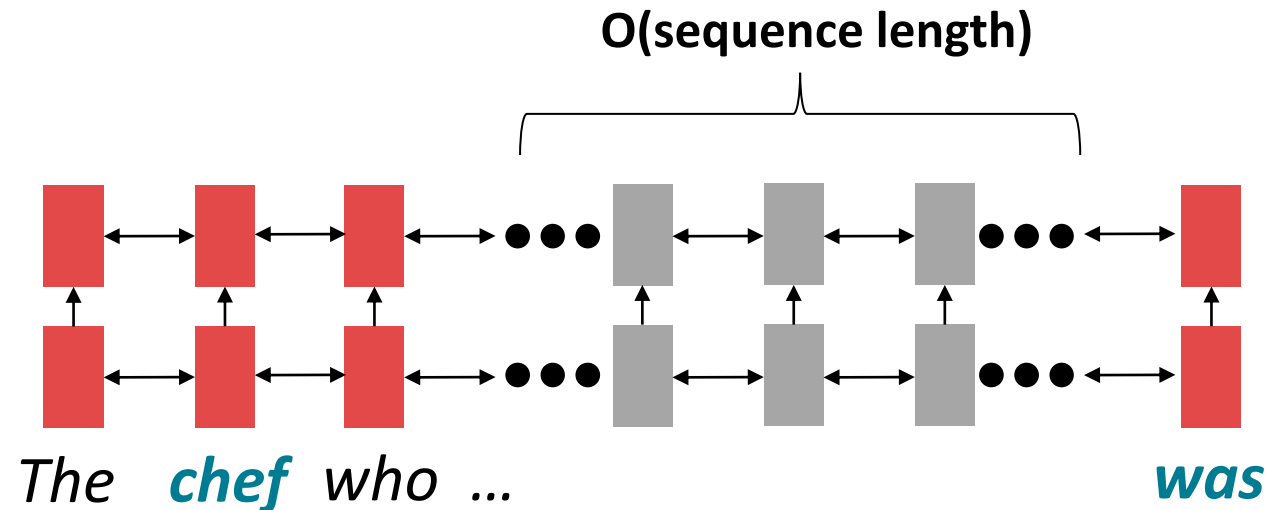 O(sequence length)
The chef who ... was